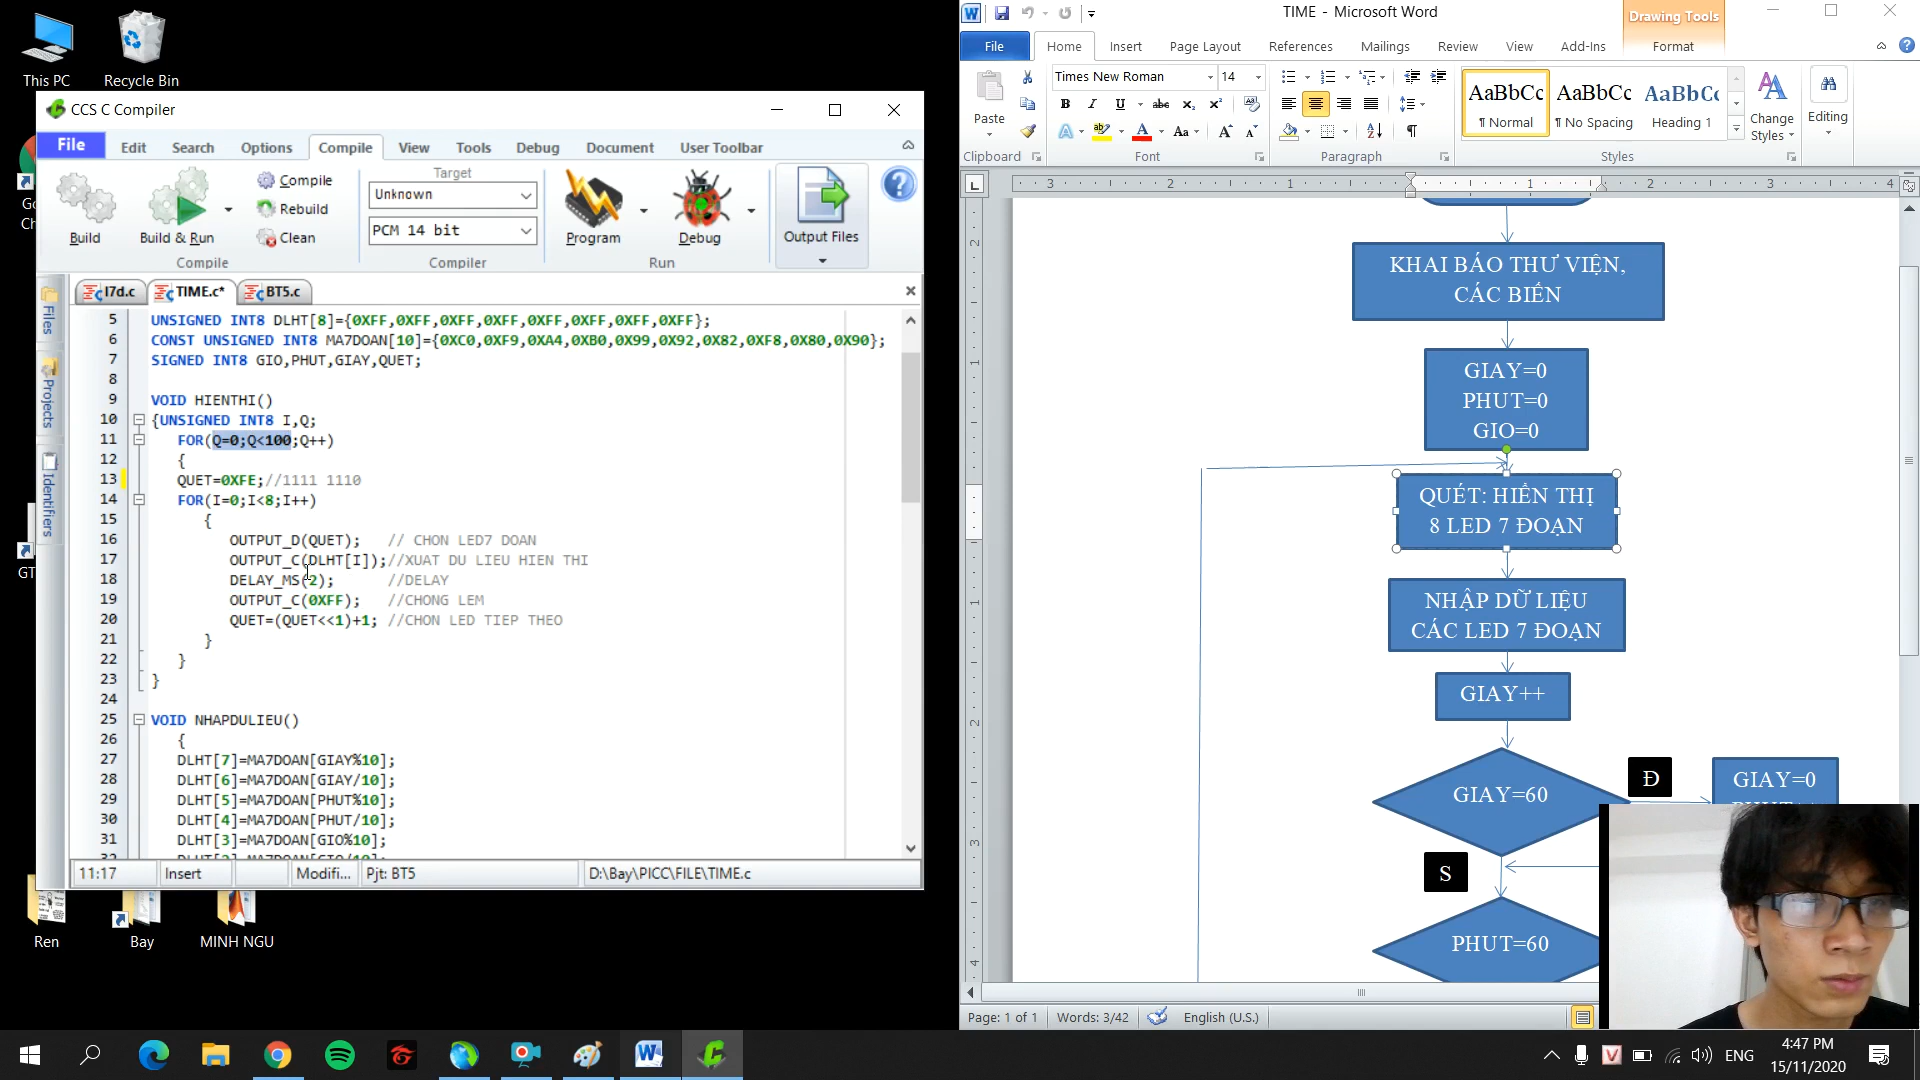 This PC
Recycle Bin
CCS C Compiler
File
Edit
Search
Options
Compile
View
Tools
Debug
Document
User Toolbar
Build
Build & Run
Compile
Rebuild
Clean
Compile
Target
Unknown
PCM 14 bit
Compiler
Program
Debug
Run
Output Files
I7d.c
TIME.c*
BT5.c
Files
Projects
Identifiers
5 UNSIGNED INT8 DLHT[8]={0XFF,0XFF,0XFF,0XFF,0XFF,0XFF,0XFF,0XFF};
6 CONST UNSIGNED INT8 MA7DOAN[10]={0XC0,0XF9,0XA4,0XB0,0X99,0X92,0X82,0XF8,0X80,0X90};
7 SIGNED INT8 GIO,PHUT,GIAY,QUET;
8
9 VOID HIENTHI()
10 {UNSIGNED INT8 I,Q;
11 FOR(Q=0;Q<100;Q++)
12 {
13 QUET=0XFE;//1111 1110
14 FOR(I=0;I<8;I++)
15 {
16 OUTPUT_D(QUET); // CHON LED7 DOAN
17 OUTPUT_C(DLHT[I]);//XUAT DU LIEU HIEN THI
18 DELAY_MS(2); //DELAY
19 OUTPUT_C(0XFF); //CHONG LEM
20 QUET=(QUET<<1)+1; //CHON LED TIEP THEO
21 }
22 }
23 }
24
25 VOID NHAPDULIEU()
26 {
27 DLHT[7]=MA7DOAN[GIAY%10];
28 DLHT[6]=MA7DOAN[GIAY/10];
29 DLHT[5]=MA7DOAN[PHUT%10];
30 DLHT[4]=MA7DOAN[PHUT/10];
31 DLHT[3]=MA7DOAN[GIO%10];
11:17
Insert
Modifi...
Pjt: BT5
D:\Bay\PICC\FILE\TIME.c
Ren
Bay
MINH NGU
TIME - Microsoft Word
Drawing Tools
File
Home
Insert
Page Layout
References
Mailings
Review
View
Add-Ins
Format
Paste
Clipboard
Times New Roman
14
Font
Paragraph
AaBbCc
¶ Normal
AaBbCc
¶ No Spacing
AaBbCc
Heading 1
Styles
Change
Styles
Editing
KHAI BÁO THƯ VIỆN,
CÁC BIẾN
GIAY=0
PHUT=0
GIO=0
QUÉT: HIỂN THỊ
8 LED 7 ĐOẠN
NHẬP DỮ LIỆU
CÁC LED 7 ĐOẠN
GIAY++
GIAY=60
Đ
GIAY=0
S
PHUT=60
Page: 1 of 1
Words: 3/42
English (U.S.)
ENG
4:47 PM
15/11/2020